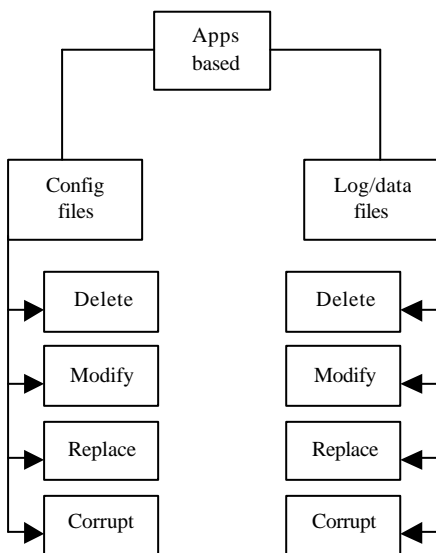 Apps
based
Config
files
Log/data
files
Delete
Delete
Modify
Modify
Replace
Replace
Corrupt
Corrupt